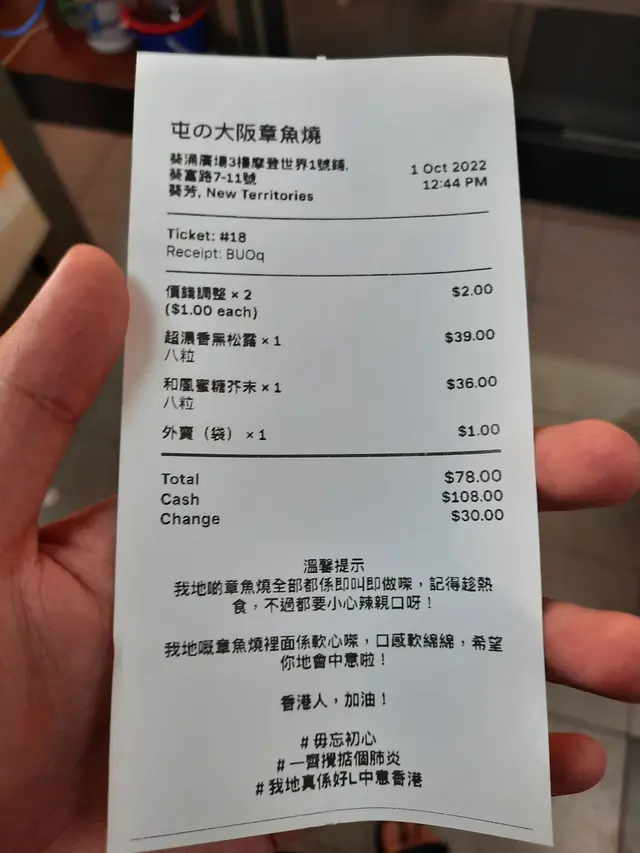 屯の大阪章魚燒
葵涌廣場3樓摩登世界1號鋪,
葵富路7-11號
葵芳, New Territories
1 Oct 2022
12:44 PM
Ticket: #18
Receipt: BUOq
價錢調整 × 2 $2.00
($1.00 each)
超濃香黑松露 × 1 $39.00
八粒
和風蜜糖芥末 × 1 $36.00
八粒
外賣（袋） × 1 $1.00
Total $78.00
Cash $108.00
Change $30.00
溫馨提示
我地啲章魚燒全部都係即叫即做㗎，記得趁熱
食，不過都要小心辣親口呀！
我地嘅章魚燒裡面係軟心㗎，口感軟綿綿，希望
你地會中意啦！
香港人，加油！
#毋忘初心
#一齊攪掂個肺炎
#我地真係好L中意香港